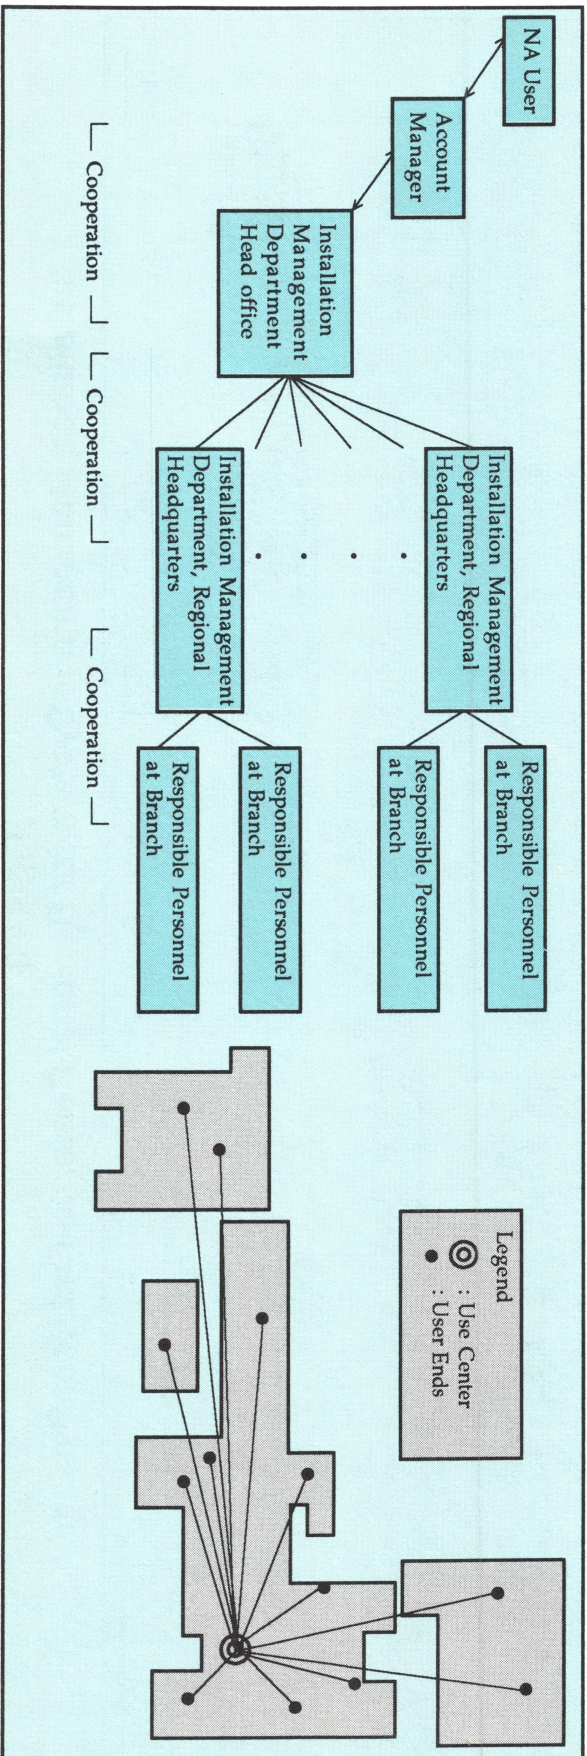 NA User
Account
Manager
Installation
Management
Department
Head office
Installation Management
Department, Regional
Headquarters
Installation Management
Department, Regional
Headquarters
Responsible Personnel
at Branch
Responsible Personnel
at Branch
Responsible Personnel
at Branch
Responsible Personnel
at Branch
Cooperation
Cooperation
Cooperation
Legend
: Use Center
: User Ends